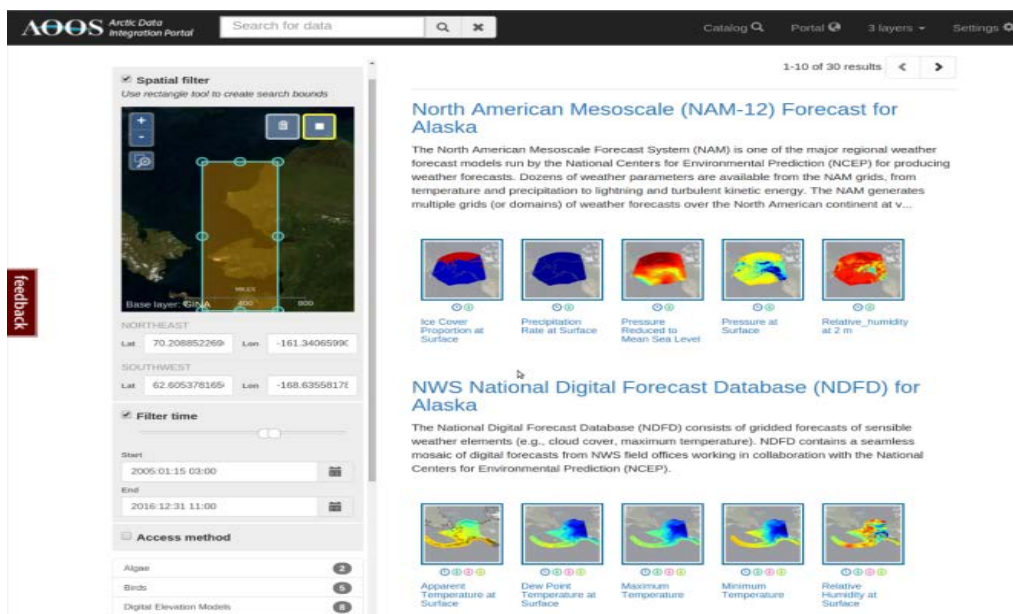 AOOS Arctic Data
Integration Portal
Search for data
Catalog
Portal
3 layers
Settings
feedback
Spatial filter
Use rectangle tool to create search bounds
+
-
MILES
400 800
Base layer: GINA
NORTHEAST
Lat 70.208852269 Lon -161.34065990
SOUTHWEST
Lat 62.605378165 Lon -168.63558178
Filter time
Start
2005:01:15 03:00
End
2016:12:31 11:00
Access method
Algae 2
Birds 5
Digital Elevation Models 8
1-10 of 30 results < >
North American Mesoscale (NAM-12) Forecast for
Alaska
The North American Mesoscale Forecast System (NAM) is one of the major regional weather
forecast models run by the National Centers for Environmental Prediction (NCEP) for producing
weather forecasts. Dozens of weather parameters are available from the NAM grids, from
temperature and precipitation to lightning and turbulent kinetic energy. The NAM generates
multiple grids (or domains) of weather forecasts over the North American continent at v...
Ice Cover
Proportion at
Surface
Precipitation
Rate at Surface
Pressure
Reduced to
Mean Sea Level
Pressure at
Surface
Relative_humidity
at 2 m
NWS National Digital Forecast Database (NDFD) for
Alaska
The National Digital Forecast Database (NDFD) consists of gridded forecasts of sensible
weather elements (e.g., cloud cover, maximum temperature). NDFD contains a seamless
mosaic of digital forecasts from NWS field offices working in collaboration with the National
Centers for Environmental Prediction (NCEP).
Apparent
Temperature at
Surface
Dew Point
Temperature at
Surface
Maximum
Temperature
Minimum
Temperature
Relative
Humidity at
Surface